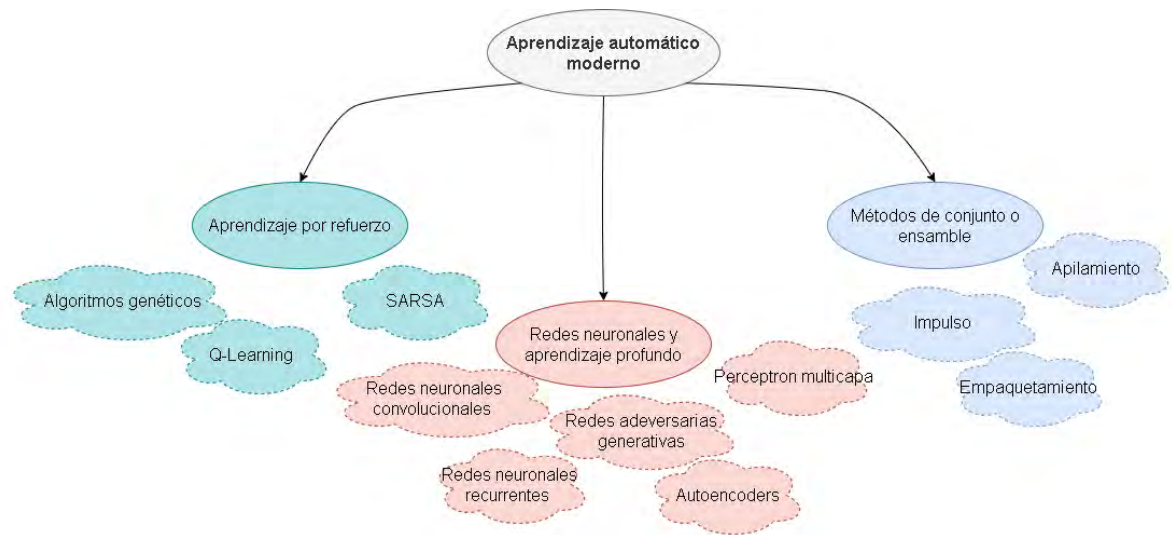 Aprendizaje automático
moderno
Aprendizaje por refuerzo
Algoritmos genéticos
SARSA
Q-Learning
Redes neuronales y
aprendizaje profundo
Redes neuronales
convolucionales
Perceptron multicapa
Redes adeversarias
generativas
Redes neuronales
recurrentes
Autoencoders
Métodos de conjunto o
ensamble
Apilamiento
Impulso
Empaquetamiento